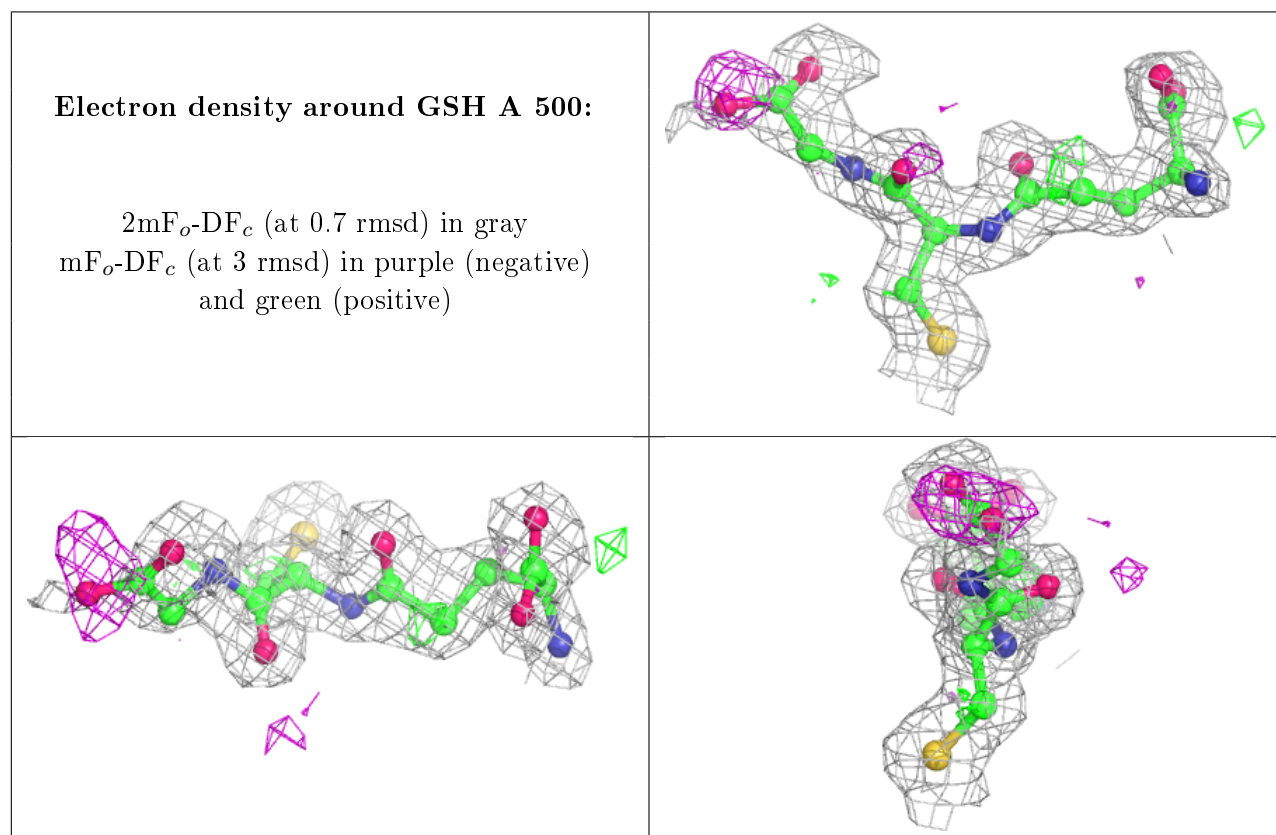 Electron density around GSH A 500:
2mFₒ-DF𝒸 (at 0.7 rmsd) in gray
mFₒ-DF𝒸 (at 3 rmsd) in purple (negative)
and green (positive)